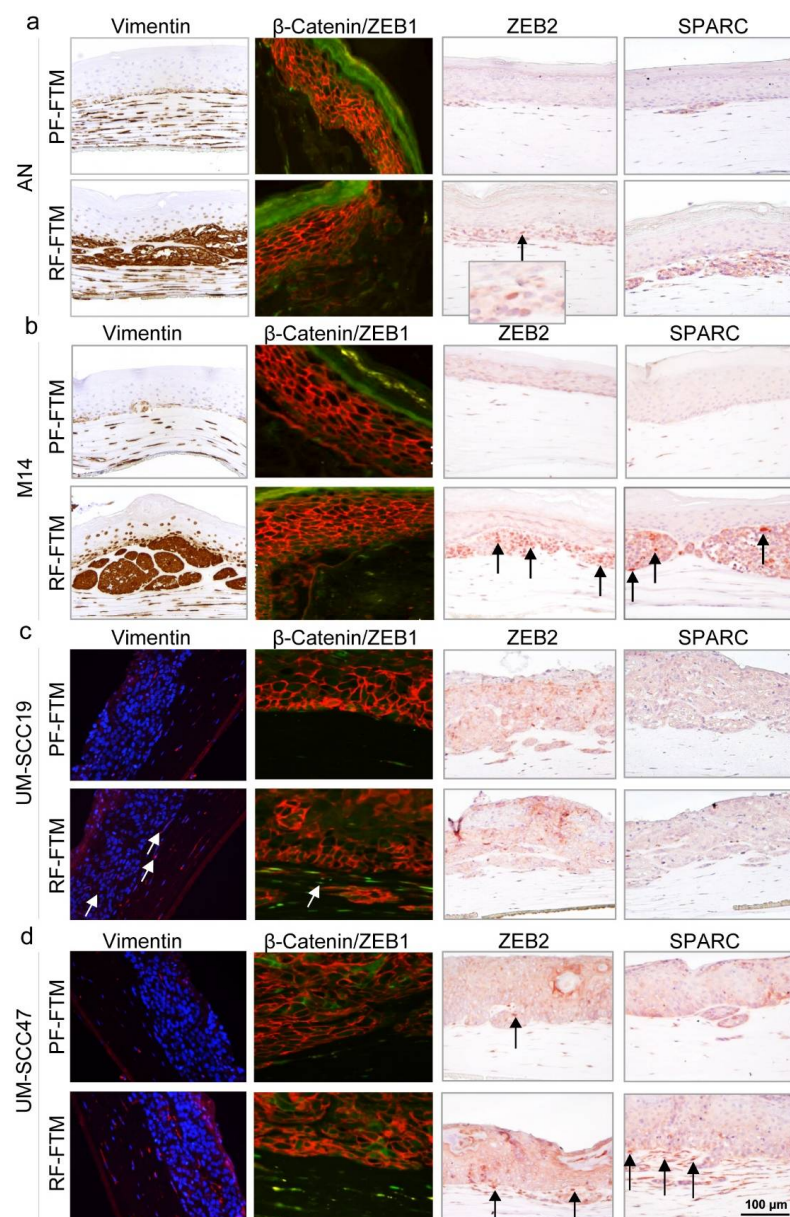 a
Vimentin β-Catenin/ZEB1 ZEB2 SPARC
AN
PF-FTM
RF-FTM
b
Vimentin β-Catenin/ZEB1 ZEB2 SPARC
M14
PF-FTM
RF-FTM
c
Vimentin β-Catenin/ZEB1 ZEB2 SPARC
UM-SCC19
PF-FTM
RF-FTM
d
Vimentin β-Catenin/ZEB1 ZEB2 SPARC
UM-SCC47
PF-FTM
RF-FTM
100 µm